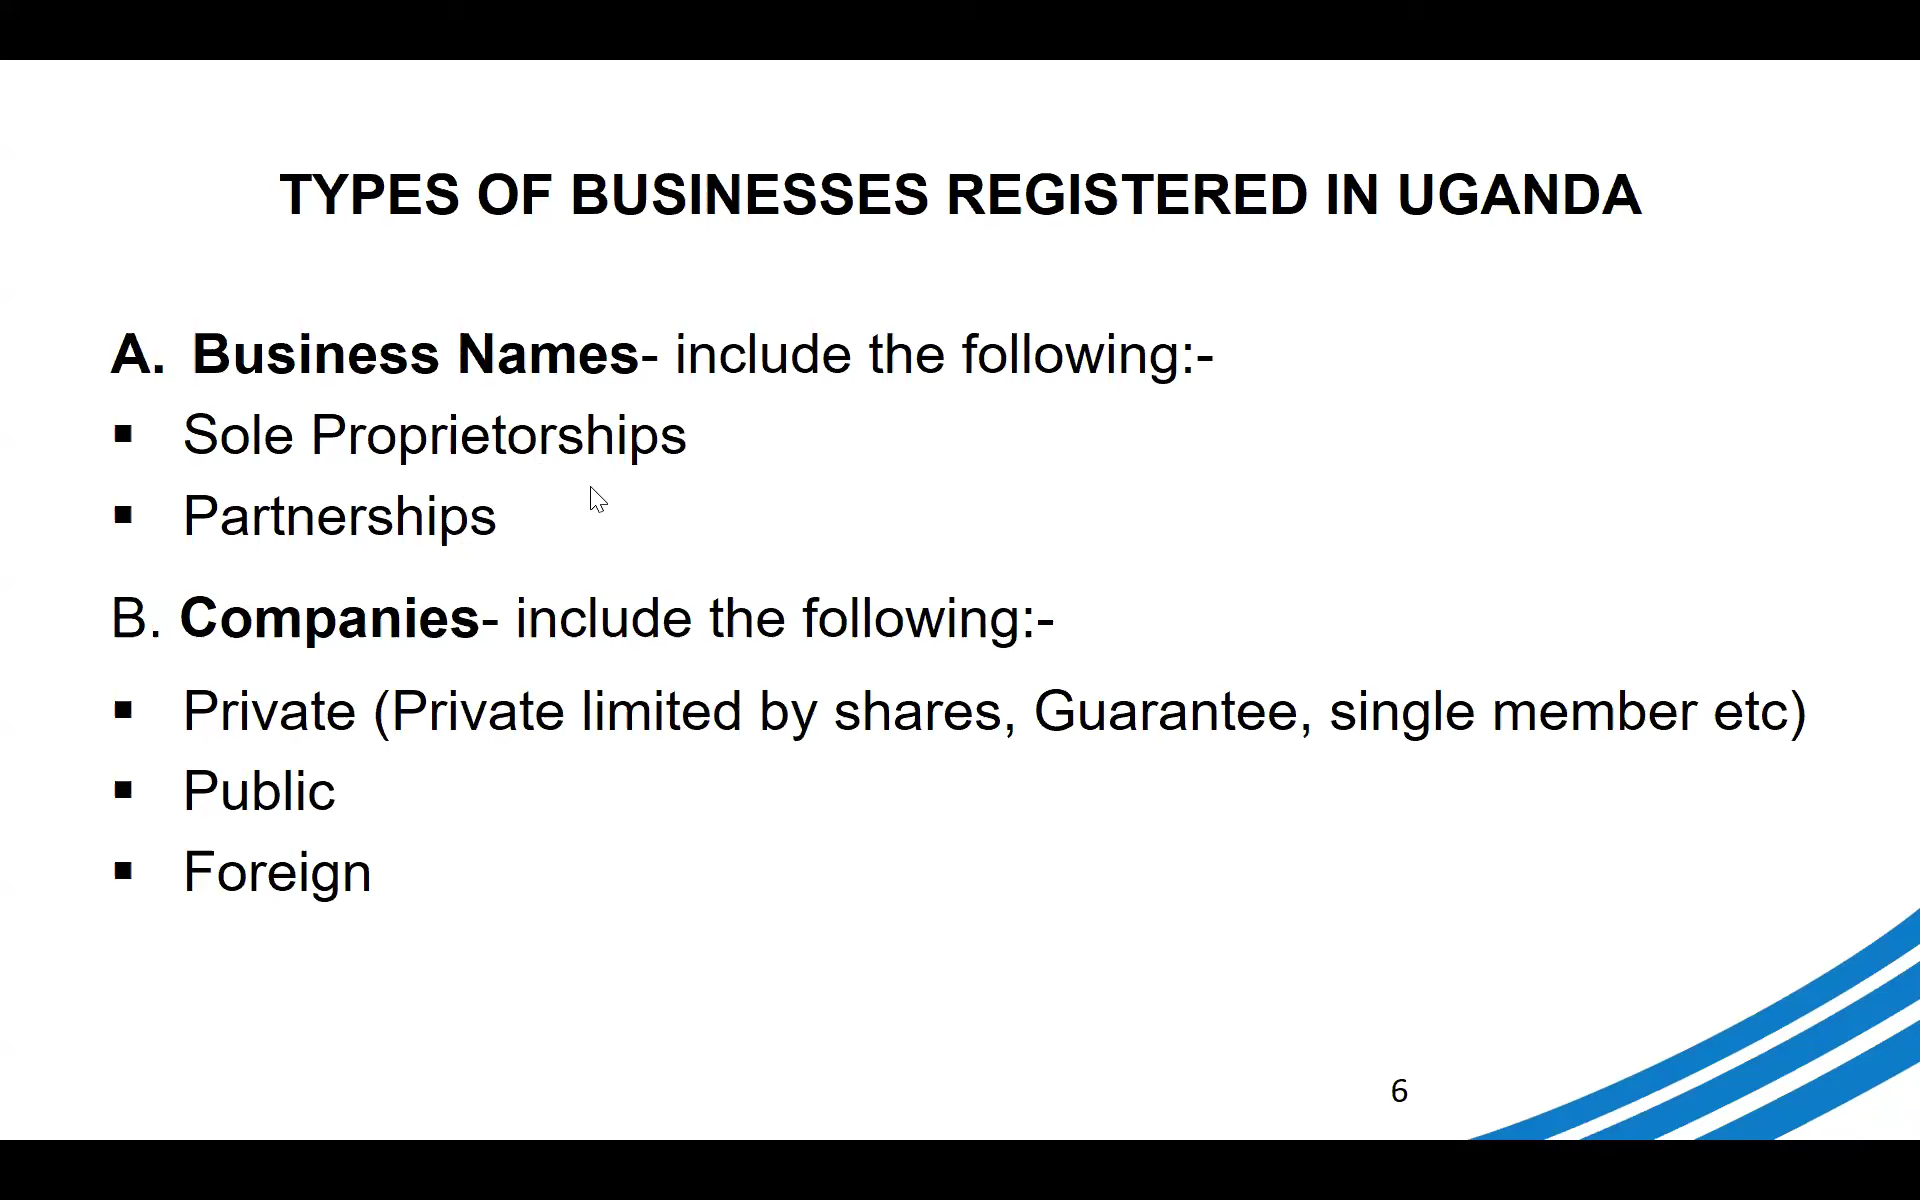 TYPES OF BUSINESSES REGISTERED IN UGANDA
A. Business Names- include the following:-
▪ Sole Proprietorships
▪ Partnerships
B. Companies- include the following:-
▪ Private (Private limited by shares, Guarantee, single member etc)
▪ Public
▪ Foreign
6